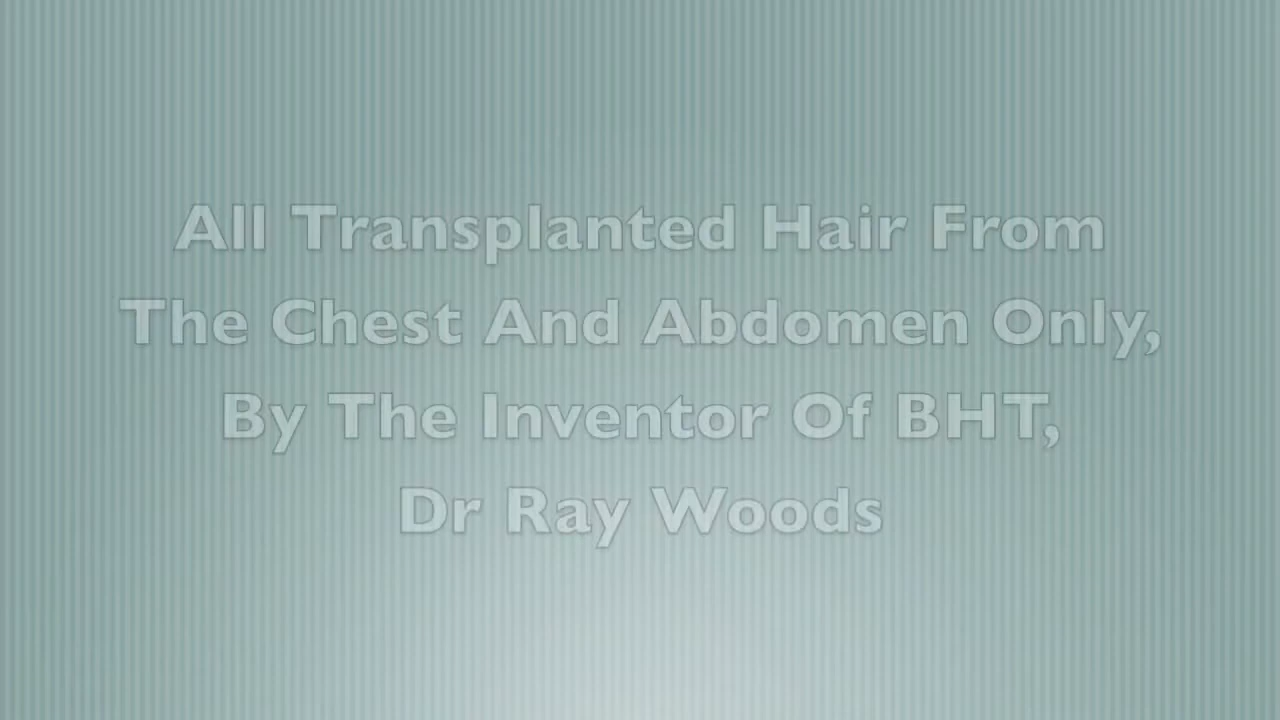 All Transplanted Hair From
The Chest And Abdomen Only,
By The Inventor Of BHT,
Dr Ray Woods